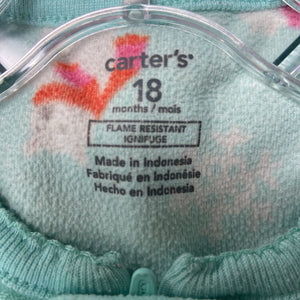 carter's
18
months / mois
FLAME RESISTANT
IGNIFUGE
Made in Indonesia
Fabriqué en Indonésie
Hecho en Indonesia